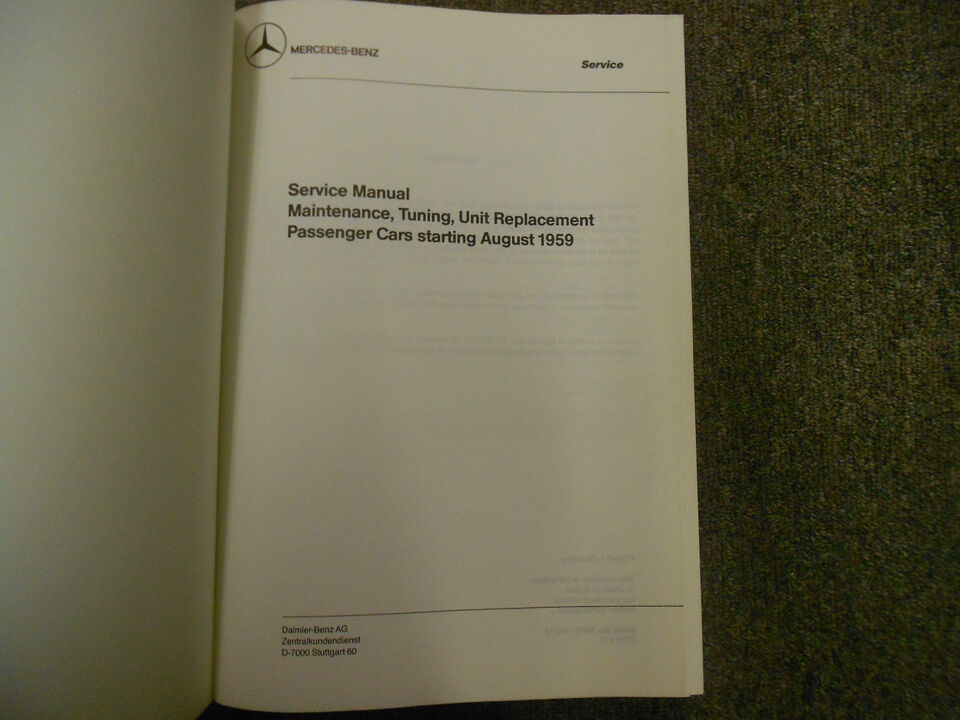 MERCEDES-BENZ
Service
Service Manual
Maintenance, Tuning, Unit Replacement
Passenger Cars starting August 1959
Daimler-Benz AG
Zentralkundendienst
D-7000 Stuttgart 60